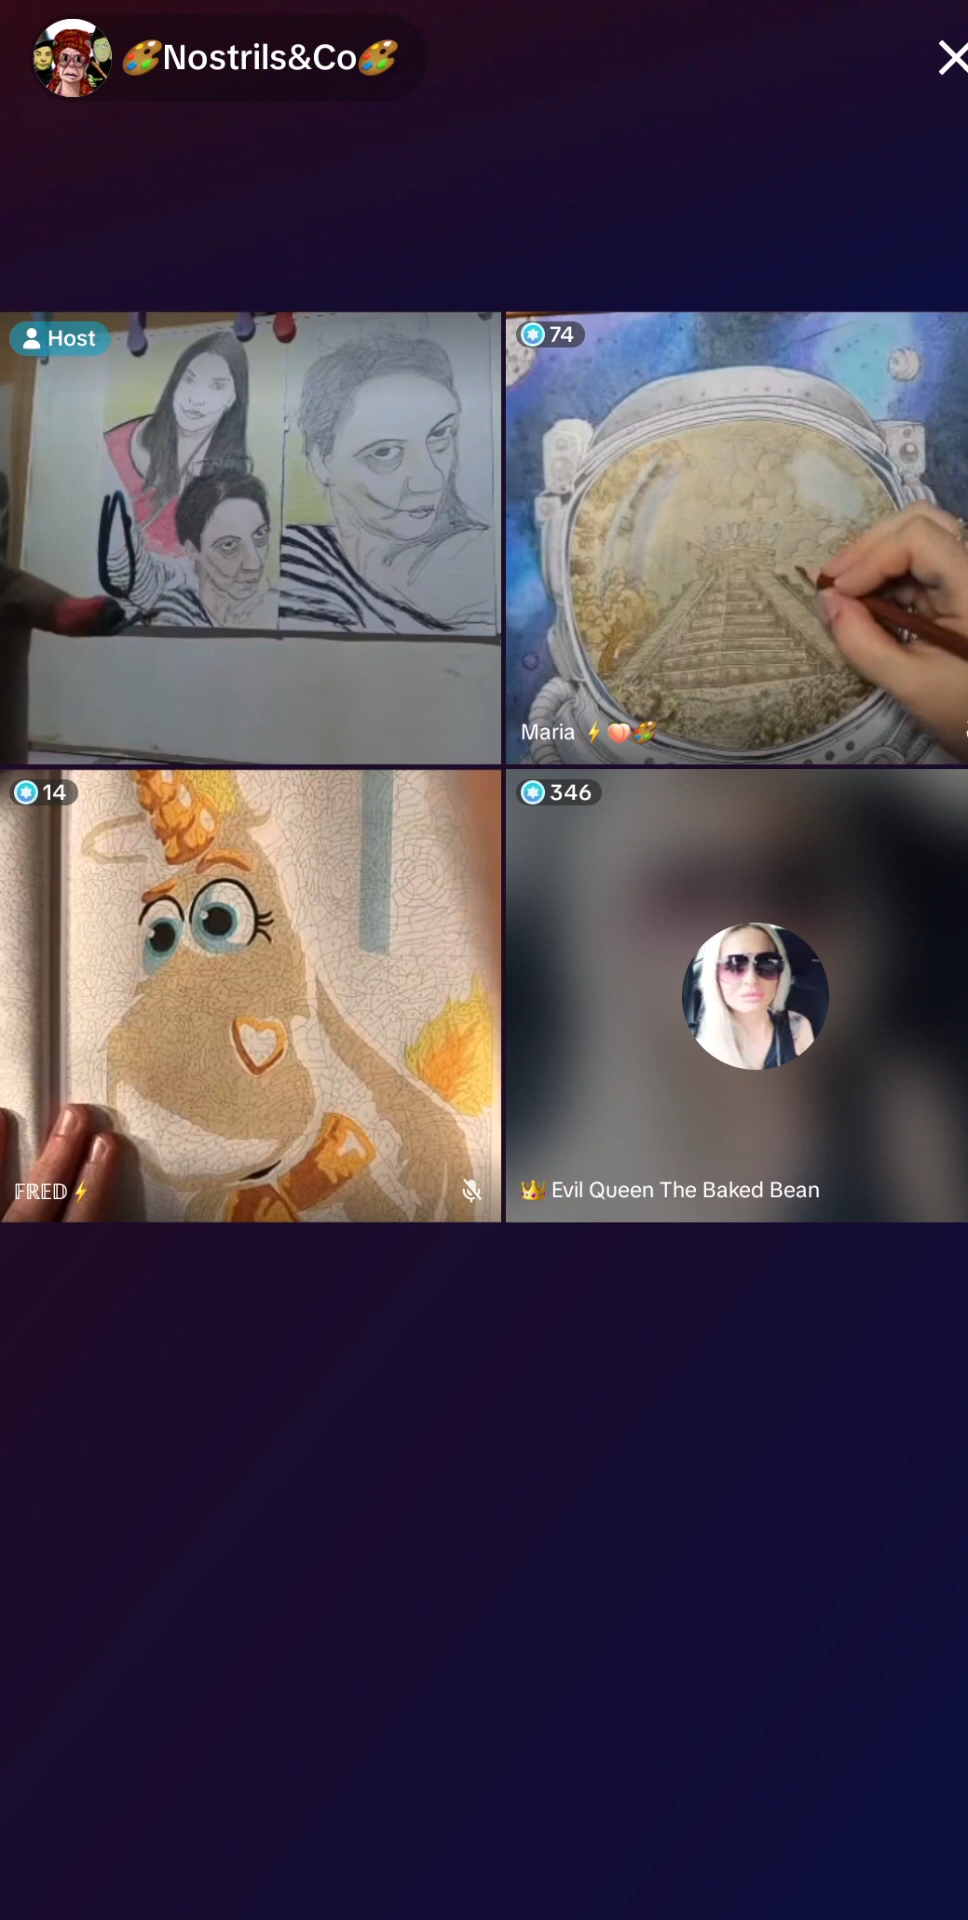 🎨Nostrils&Co🎨
Host
74
Maria ⚡🍑🎨
14
𝔽ℝ𝔼𝔻⚡
346
👑 Evil Queen The Baked Bean